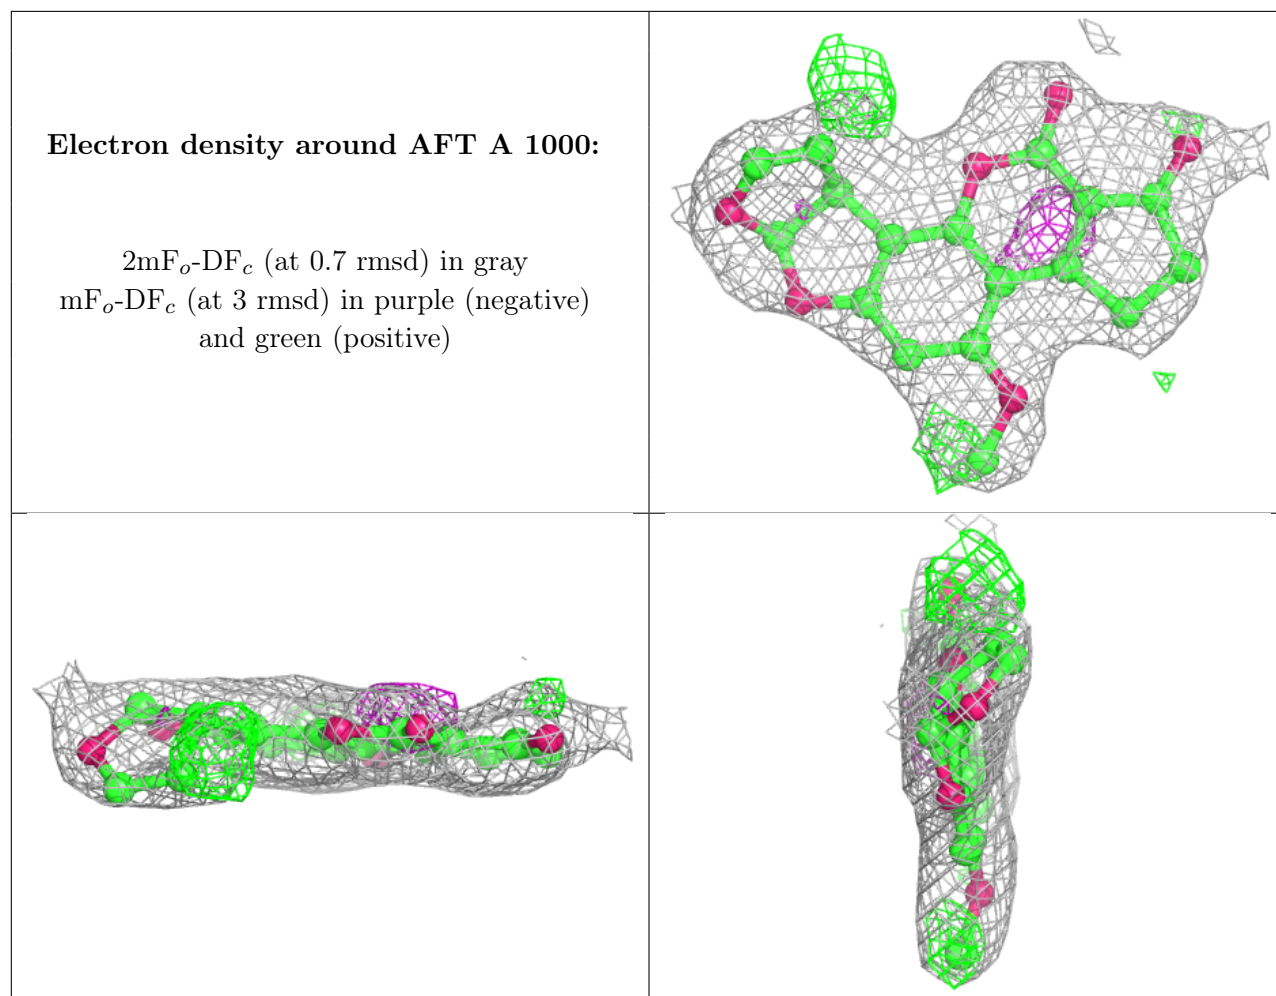 Electron density around AFT A 1000:
2mFo-DFc (at 0.7 rmsd) in gray
mFo-DFc (at 3 rmsd) in purple (negative)
and green (positive)